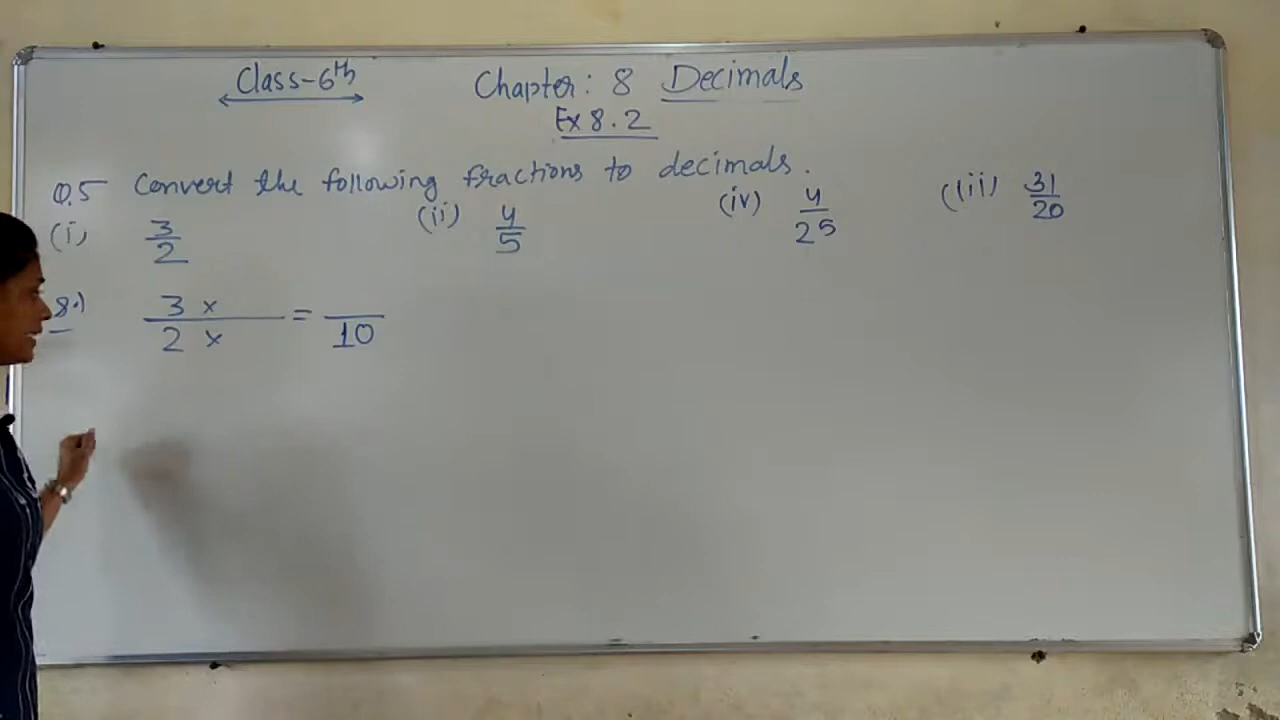 Class-6th
Chapter: 8 Decimals
Ex 8.2
Q.5 Convert the following fractions to decimals.
(i) 3/2 (ii) 4/5 (iv) 4/25 (iii) 31/20
8.) 3 x / 2 x = /10